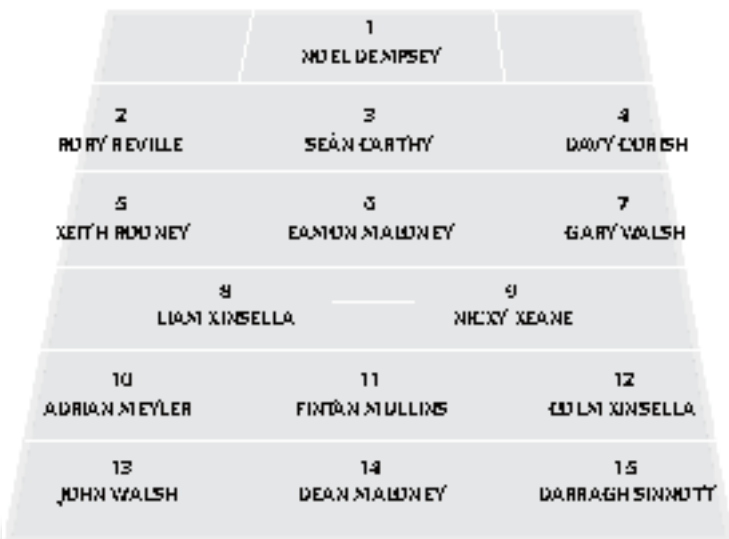 1
NOEL DEMPSEY
2 3 4
RORY REVILLE SEÁN CARTHY DAVY CURISH
5 6 7
KEITH ROONEY EAMON MALONEY GARY WALSH
8 9
LIAM KINSELLA NICKY KEANE
10 11 12
ADRIAN MEYLER FINTÁN MULLINS COLM KINSELLA
13 14 15
JOHN WALSH DEAN MALONEY DARRAGH SINNOTT